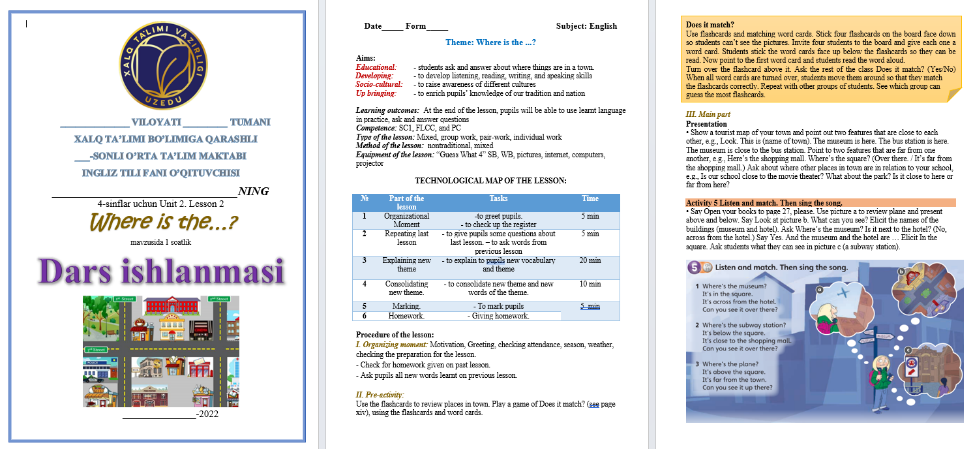 XALQ TA'LIMI VAZIRLIGI
UZEDU
______________ VILOYATI _________ TUMANI
XALQ TA'LIMI BO'LIMIGA QARASHLI
___-SONLI O'RTA TA'LIM MAKTABI
INGLIZ TILI FANI O'QITUVCHISI
______________________________NING
4-sinflar uchun Unit 2. Lesson 2
Where is the...?
mavzusida 1 soatlik
Dars ishlanmasi
____________________-2022
Date_____ Form_____ Subject: English
Theme: Where is the ...?
Aims:
Educational: - students ask and answer about where things are in a town.
Developing: - to develop listening, reading, writing, and speaking skills
Socio-cultural: - to raise awareness of different cultures
Up bringing: - to enrich pupils' knowledge of our tradition and nation
Learning outcomes: At the end of the lesson, pupils will be able to use learnt language
in practice, ask and answer questions
Competence: SC1, FLCC, and PC
Type of the lesson: Mixed, group work, pair-work, individual work
Method of the lesson: nontraditional, mixed
Equipment of the lesson: "Guess What 4" SB, WB, pictures, internet, computers,
projector
TECHNOLOGICAL MAP OF THE LESSON:
№ Part of the lesson Tasks Time
1 Organizational Moment -to greet pupils. - to check up the register 5 min
2 Repeating last lesson - to give pupils some questions about last lesson. – to ask words from previous lesson 5 min
3 Explaining new theme - to explain to pupils new vocabulary and theme 20 min
4 Consolidating new theme. - to consolidate new theme and new words of the theme. 10 min
5 Marking. - To mark pupils 5 min
6 Homework. - Giving homework.
Procedure of the lesson:
I. Organizing moment: Motivation, Greeting, checking attendance, season, weather,
checking the preparation for the lesson.
- Check for homework given on past lesson.
- Ask pupils all new words learnt on previous lesson.
II. Pre-activity:
Use the flashcards to review places in town. Play a game of Does it match? (see page
xiv), using the flashcards and word cards.
Does it match?
Use flashcards and matching word cards. Stick four flashcards on the board face down
so students can't see the pictures. Invite four students to the board and give each one a
word card. Students stick the word cards face up below the flashcards so they can be
read. Now point to the first word card and students read the word aloud.
Turn over the flashcard above it. Ask the rest of the class Does it match? (Yes/No)
When all word cards are turned over, students move them around so that they match
the flashcards correctly. Repeat with other groups of students. See which group can
guess the most flashcards.
III. Main part
Presentation
• Show a tourist map of your town and point out two features that are close to each
other, e.g., Look. This is (name of town). The museum is here. The bus station is here.
The museum is close to the bus station. Point to two features that are far from one
another, e.g., Here's the shopping mall. Where's the square? (Over there. / It's far from
the shopping mall.) Ask about where other places in town are in relation to your school,
e.g., Is our school close to the movie theater? What about the park? Is it close to here or
far from here?
Activity 5 Listen and match. Then sing the song.
• Say Open your books to page 27, please. Use picture a to review plane and present
above and below. Say Look at picture b. What can you see? Elicit the names of the
buildings (museum and hotel). Ask Where's the museum? Is it next to the hotel? (No,
across from the hotel.) Say Yes. And the museum and the hotel are … Elicit In the
square. Ask students what they can see in picture c (a subway station).
5 Listen and match. Then sing the song.
1 Where's the museum?
It's in the square.
It's across from the hotel.
Can you see it over there?
2 Where's the subway station?
It's below the square.
It's close to the shopping mall.
Can you see it over there?
3 Where's the plane?
It's above the square.
It's far from the town.
Can you see it up there?
a
b
c